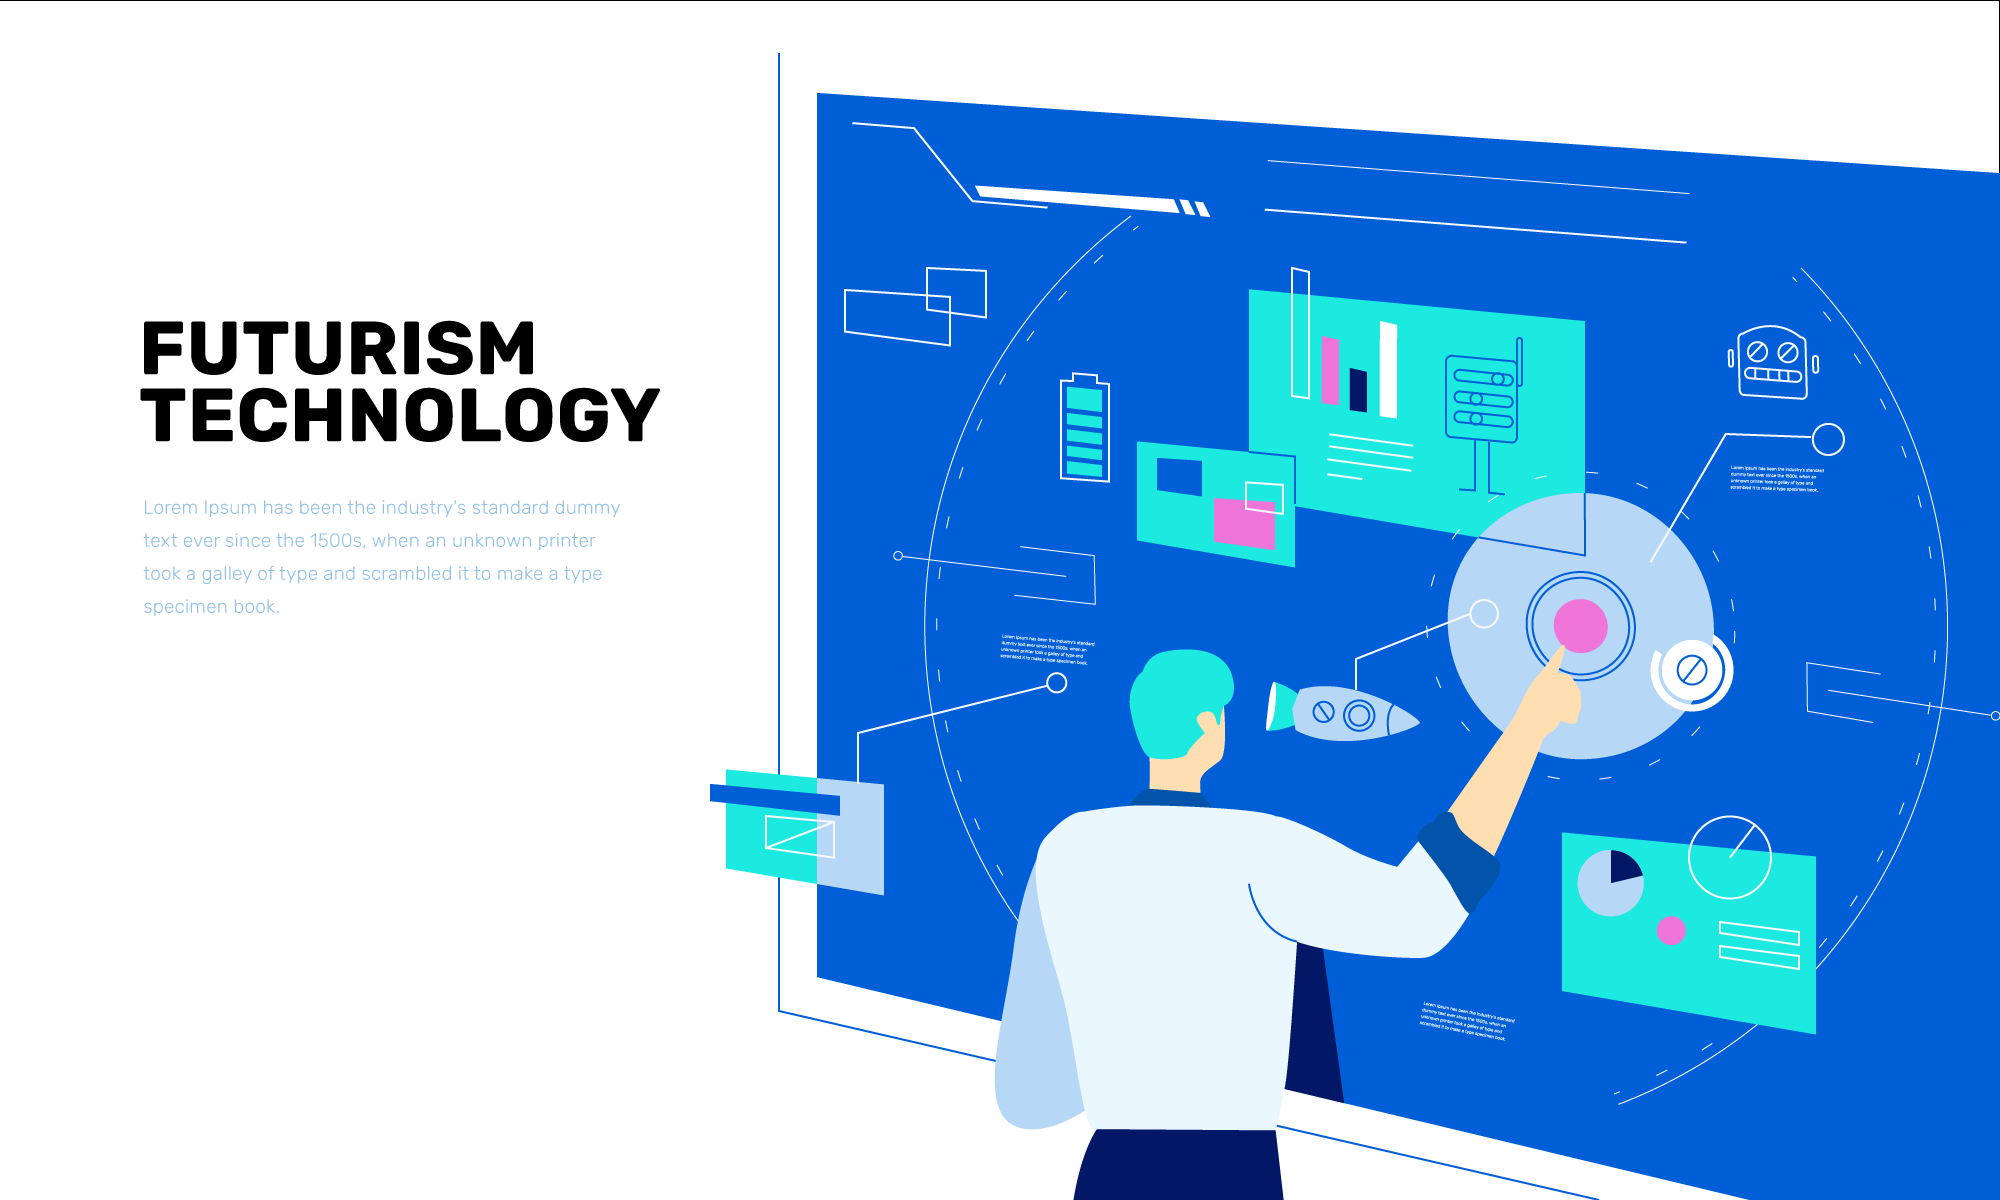 FUTURISM
TECHNOLOGY
Lorem Ipsum has been the industry's standard dummy
text ever since the 1500s, when an unknown printer
took a galley of type and scrambled it to make a type
specimen book.
Lorem Ipsum has been the industry's standard
dummy text ever since the 1500s, when an
unknown printer took a galley of type and
scrambled it to make a type specimen book.
Lorem Ipsum has been the industry's standard
dummy text ever since the 1500s, when an
unknown printer took a galley of type and
scrambled it to make a type specimen book.
Lorem Ipsum has been the industry's standard
dummy text ever since the 1500s, when an
unknown printer took a galley of type and
scrambled it to make a type specimen book.